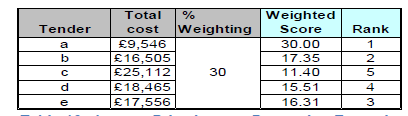 Tender Total cost % Weighting Weighted Score Rank
a £9,546 30.00 1
b £16,505 17.35 2
c £25,112 30 11.40 5
d £18,465 15.51 4
e £17,556 16.31 3